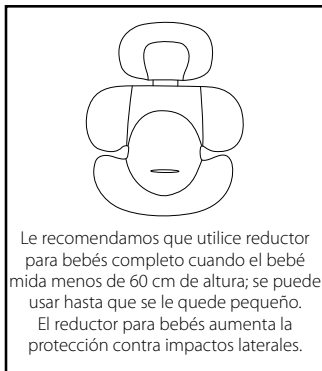 Le recomendamos que utilice reductor
para bebés completo cuando el bebé
mida menos de 60 cm de altura; se puede
usar hasta que se le quede pequeño.
El reductor para bebés aumenta la
protección contra impactos laterales.